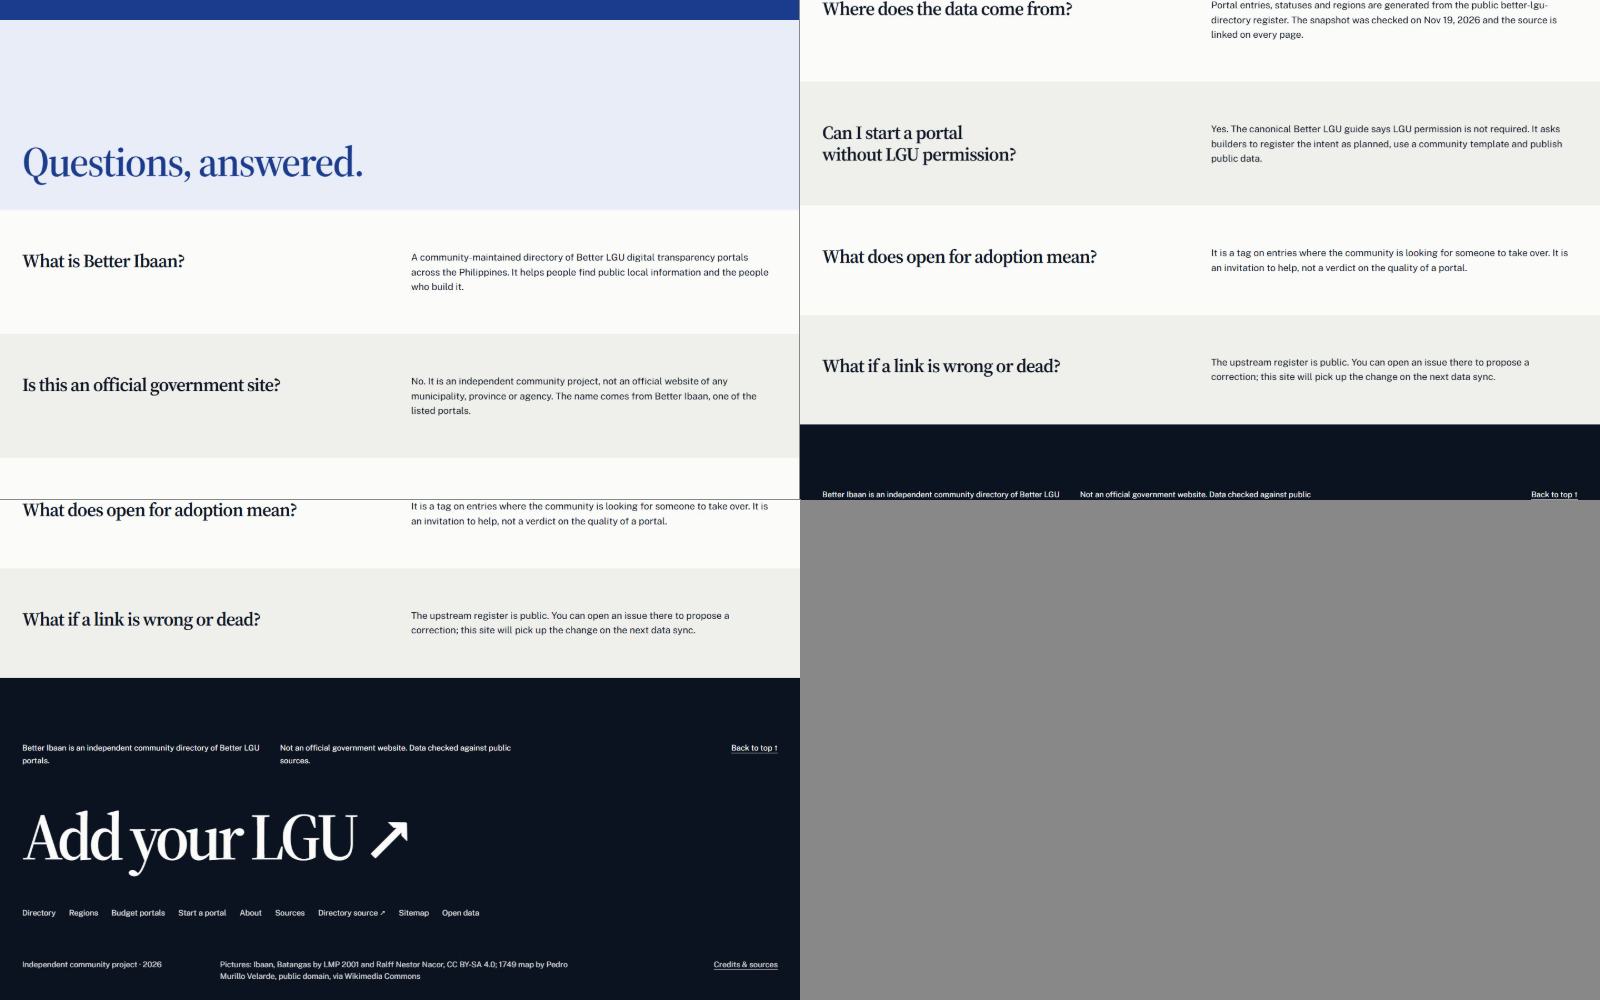 Questions, answered.
What is Better Ibaan?
A community-maintained directory of Better LGU digital transparency portals
across the Philippines. It helps people find public local information and the people
who build it.
Is this an official government site?
No. It is an independent community project, not an official website of any
municipality, province or agency. The name comes from Better Ibaan, one of the
listed portals.
Where does the data come from?
Portal entries, statuses and regions are generated from the public better-lgu-
directory register. The snapshot was checked on Nov 19, 2026 and the source is
linked on every page.
Can I start a portal
without LGU permission?
Yes. The canonical Better LGU guide says LGU permission is not required. It asks
builders to register the intent as planned, use a community template and publish
public data.
What does open for adoption mean?
It is a tag on entries where the community is looking for someone to take over. It is
an invitation to help, not a verdict on the quality of a portal.
What if a link is wrong or dead?
The upstream register is public. You can open an issue there to propose a
correction; this site will pick up the change on the next data sync.
Better Ibaan is an independent community directory of Better LGU
Not an official government website. Data checked against public
Back to top ↑
What does open for adoption mean?
It is a tag on entries where the community is looking for someone to take over. It is
an invitation to help, not a verdict on the quality of a portal.
What if a link is wrong or dead?
The upstream register is public. You can open an issue there to propose a
correction; this site will pick up the change on the next data sync.
Better Ibaan is an independent community directory of Better LGU
portals.
Not an official government website. Data checked against public
sources.
Back to top ↑
Add your LGU ↗
Directory Regions Budget portals Start a portal About Sources Directory source ↗ Sitemap Open data
Independent community project · 2026
Pictures: Ibaan, Batangas by LMP 2001 and Ralff Nestor Nacor, CC BY-SA 4.0; 1749 map by Pedro
Murillo Velarde, public domain, via Wikimedia Commons
Credits & sources